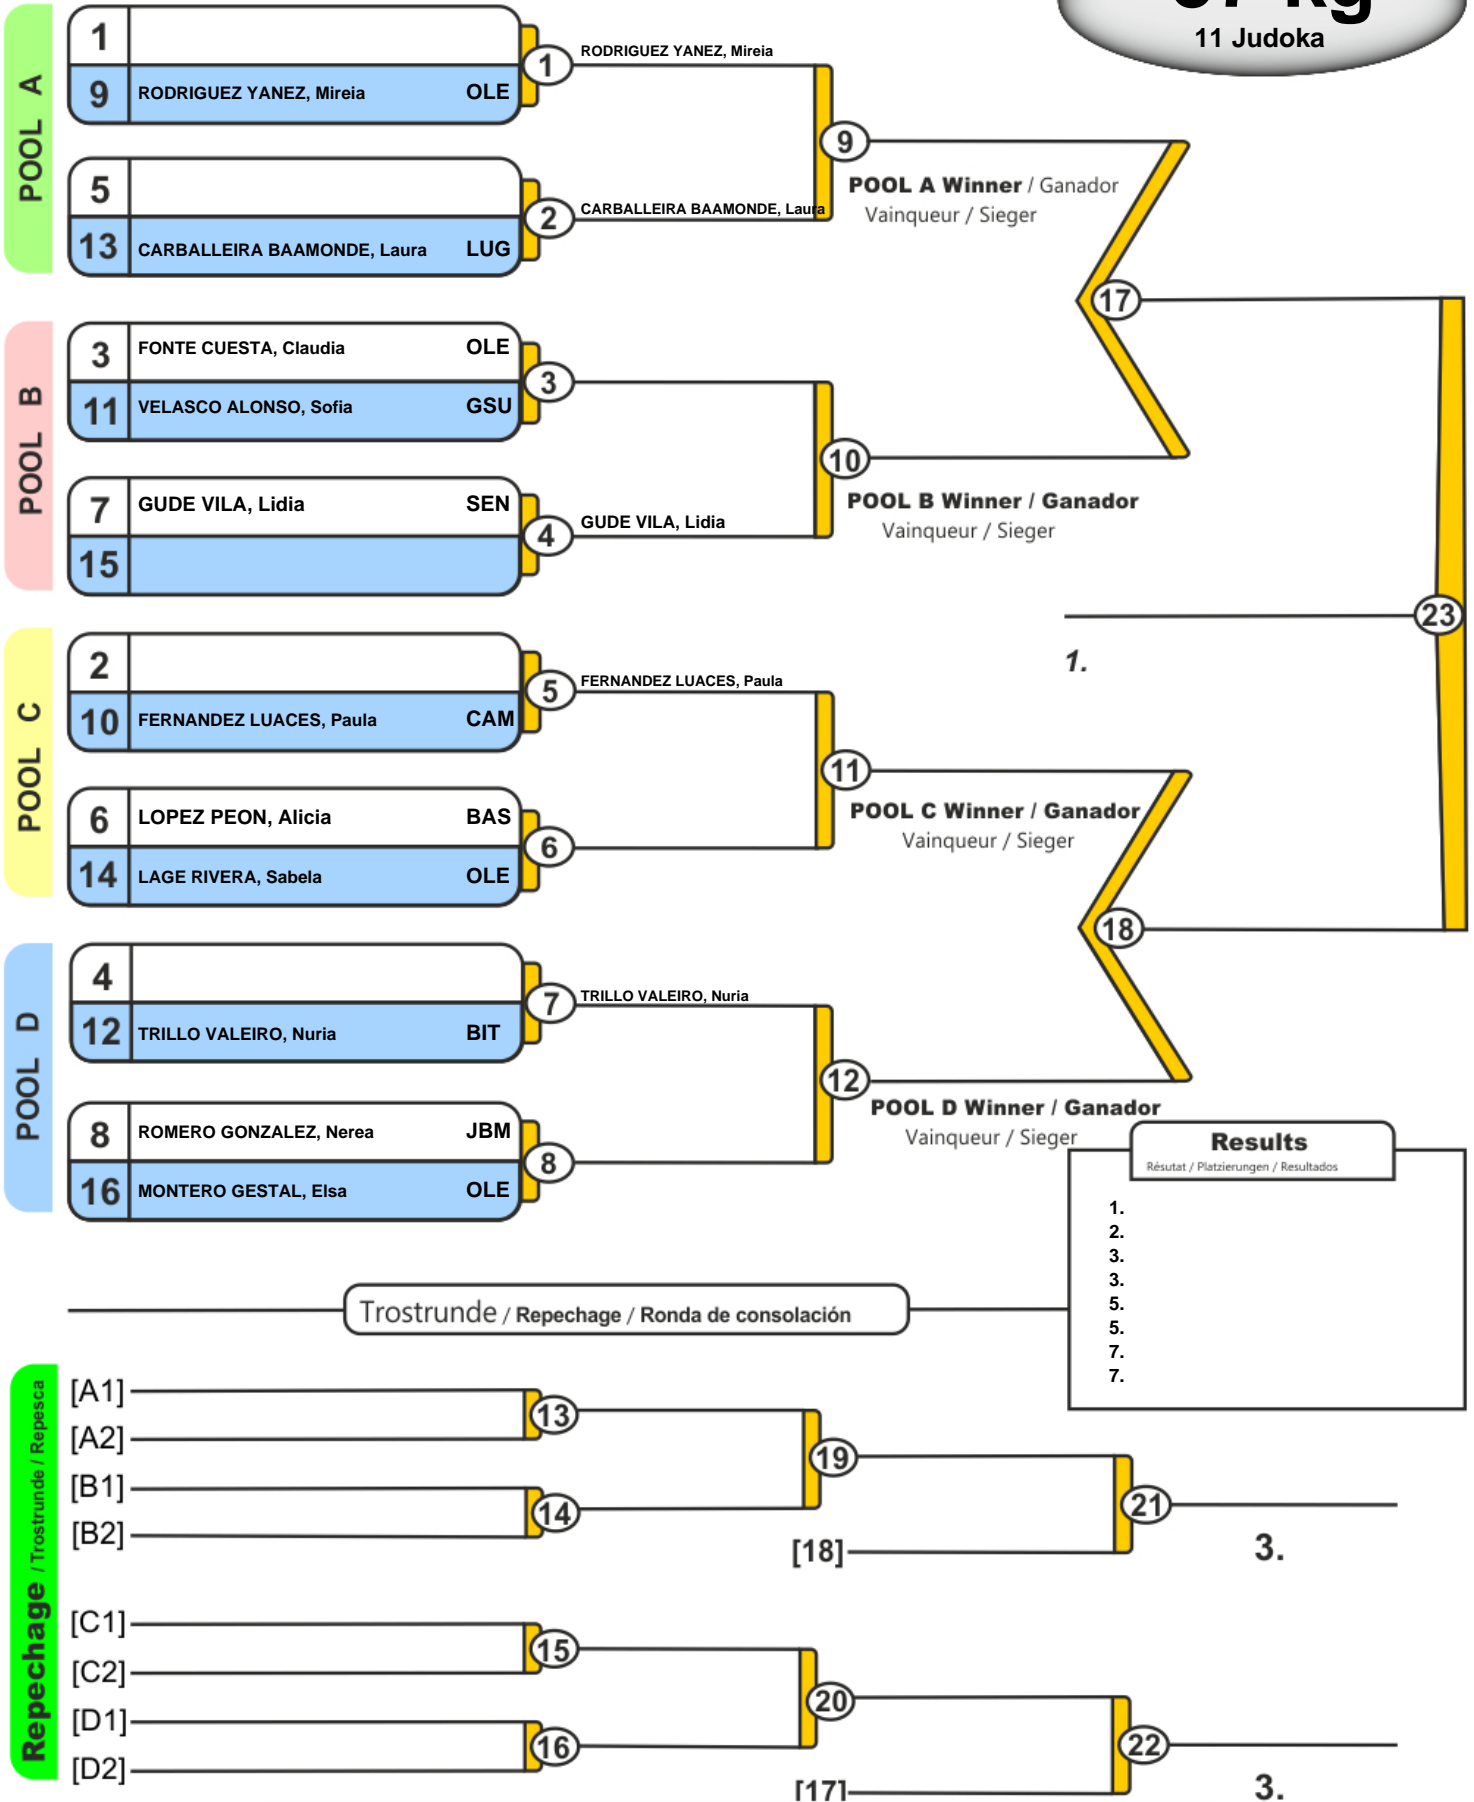 11 Judoka
POOL A
1
9 RODRIGUEZ YANEZ, Mireia OLE
1
RODRIGUEZ YANEZ, Mireia
5
13 CARBALLEIRA BAAMONDE, Laura LUG
2
CARBALLEIRA BAAMONDE, Laura
9
POOL A Winner / Ganador
Vainqueur / Sieger
17
POOL B
3 FONTE CUESTA, Claudia OLE
11 VELASCO ALONSO, Sofia GSU
3
7 GUDE VILA, Lidia SEN
15
4
GUDE VILA, Lidia
10
POOL B Winner / Ganador
Vainqueur / Sieger
23
1.
POOL C
2
10 FERNANDEZ LUACES, Paula CAM
5
FERNANDEZ LUACES, Paula
6 LOPEZ PEON, Alicia BAS
14 LAGE RIVERA, Sabela OLE
6
11
POOL C Winner / Ganador
Vainqueur / Sieger
18
POOL D
4
12 TRILLO VALEIRO, Nuria BIT
7
TRILLO VALEIRO, Nuria
8 ROMERO GONZALEZ, Nerea JBM
16 MONTERO GESTAL, Elsa OLE
8
12
POOL D Winner / Ganador
Vainqueur / Sieger
Results
Résutat / Platzierungen / Resultados
1.
2.
3.
3.
5.
5.
7.
7.
Trostrunde / Repechage / Ronda de consolación
Repechage / Trostrunde / Repesca
[A1]
[A2]
13
[B1]
[B2]
14
19
[18]
21
3.
[C1]
[C2]
15
[D1]
[D2]
16
20
[17]
22
3.